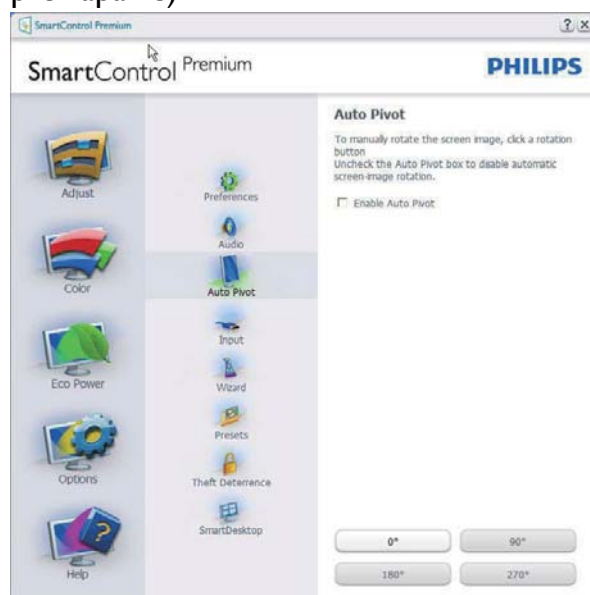 SmartControl Premium
SmartControl Premium
PHILIPS
Adjust
Color
Eco Power
Options
Help
Preferences
Audio
Auto Pivot
Input
Wizard
Presets
Theft Deterrence
SmartDesktop
Auto Pivot
To manually rotate the screen image, click a rotation
button
Uncheck the Auto Pivot box to disable automatic
screen-image rotation.
Enable Auto Pivot
0°
90°
180°
270°